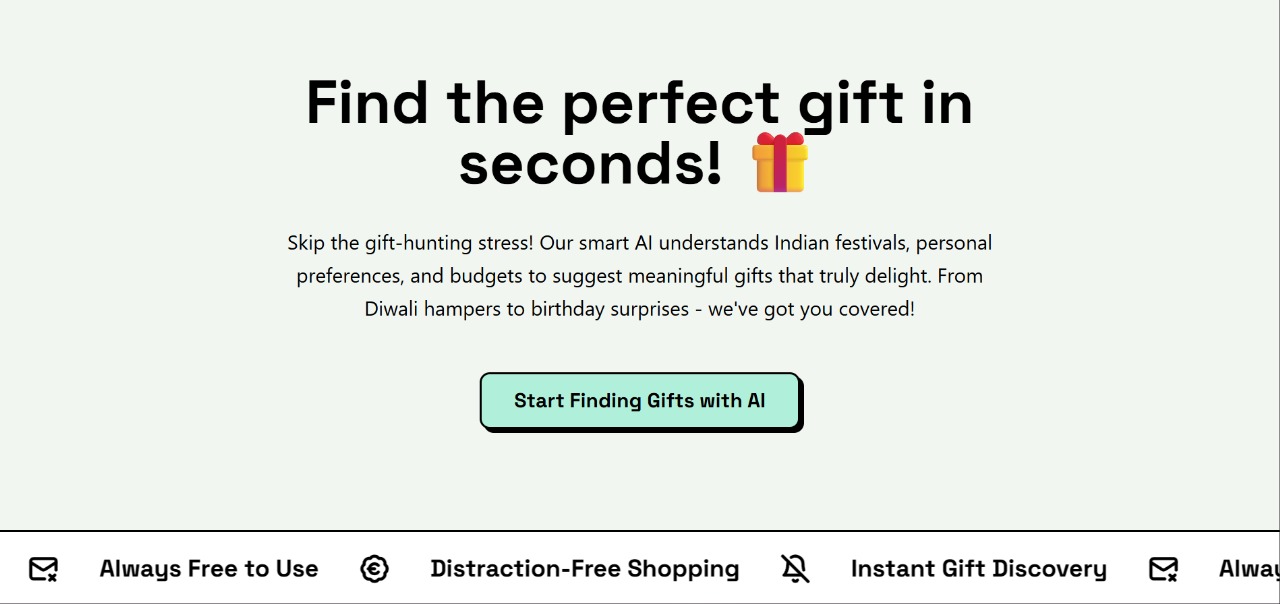 Find the perfect gift in
seconds! 🎁
Skip the gift-hunting stress! Our smart AI understands Indian festivals, personal
preferences, and budgets to suggest meaningful gifts that truly delight. From
Diwali hampers to birthday surprises - we've got you covered!
Start Finding Gifts with AI
Always Free to Use Distraction-Free Shopping Instant Gift Discovery